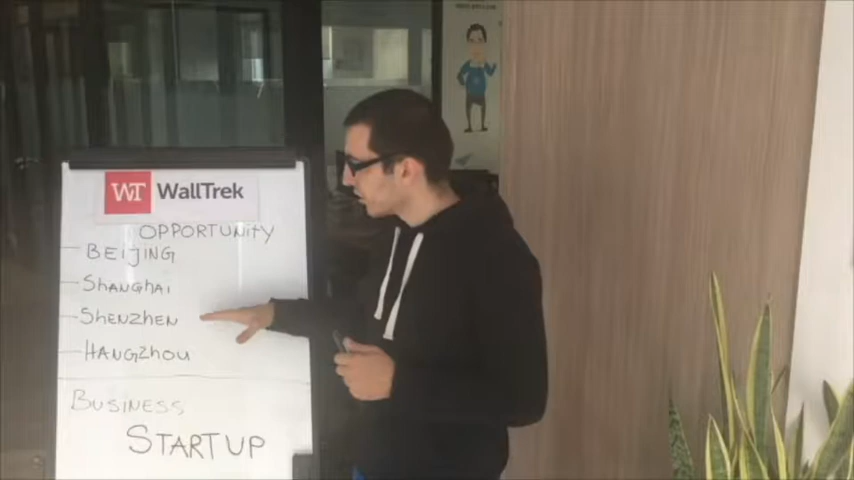 WT WallTrek
OPPORTUNitY
BEIJING
SHANGHAi
SHENZHEN
HANGZHOU
BUSINESS
STARTUP